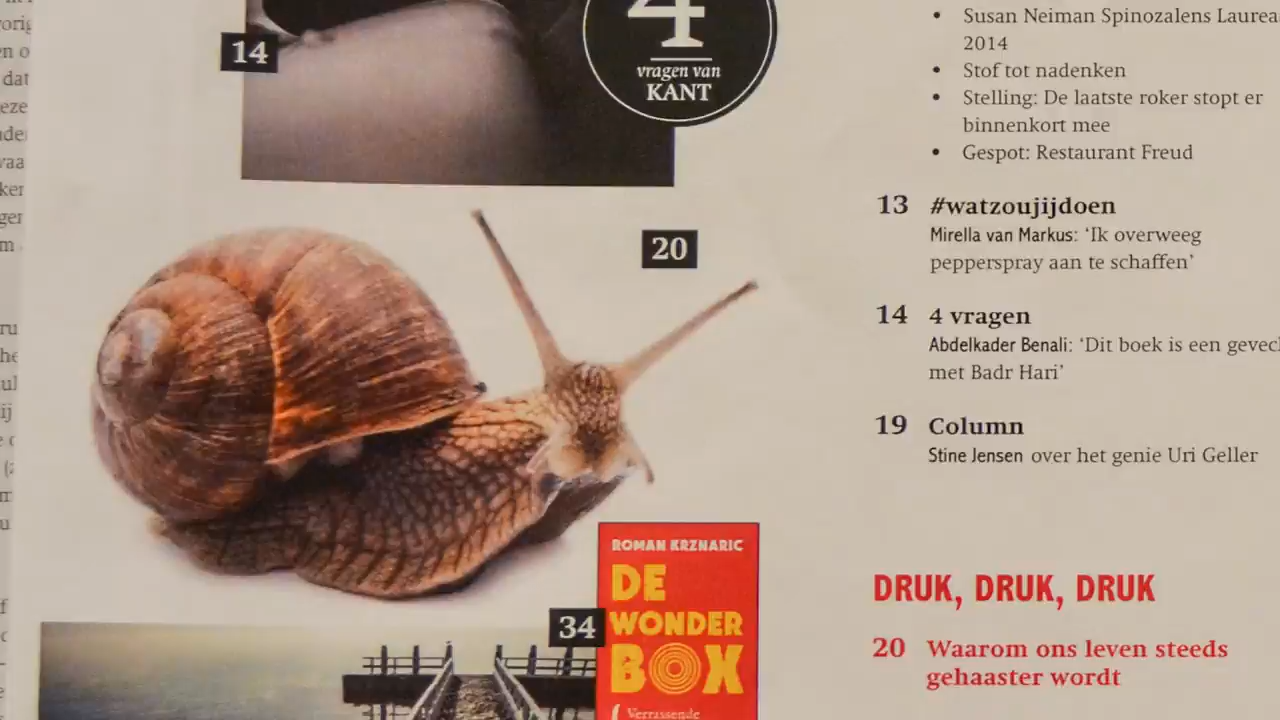 14
4
vragen van
KANT
20
34
ROMAN KRZNARIC
DE
WONDER
BOX
Verrassende
• Susan Neiman Spinozalens Laurea
2014
• Stof tot nadenken
• Stelling: De laatste roker stopt er
binnenkort mee
• Gespot: Restaurant Freud
13 #watzoujijdoen
Mirella van Markus: ‘Ik overweeg
pepperspray aan te schaffen’
14 4 vragen
Abdelkader Benali: ‘Dit boek is een gevec
met Badr Hari’
19 Column
Stine Jensen over het genie Uri Geller
DRUK, DRUK, DRUK
20 Waarom ons leven steeds
gehaaster wordt